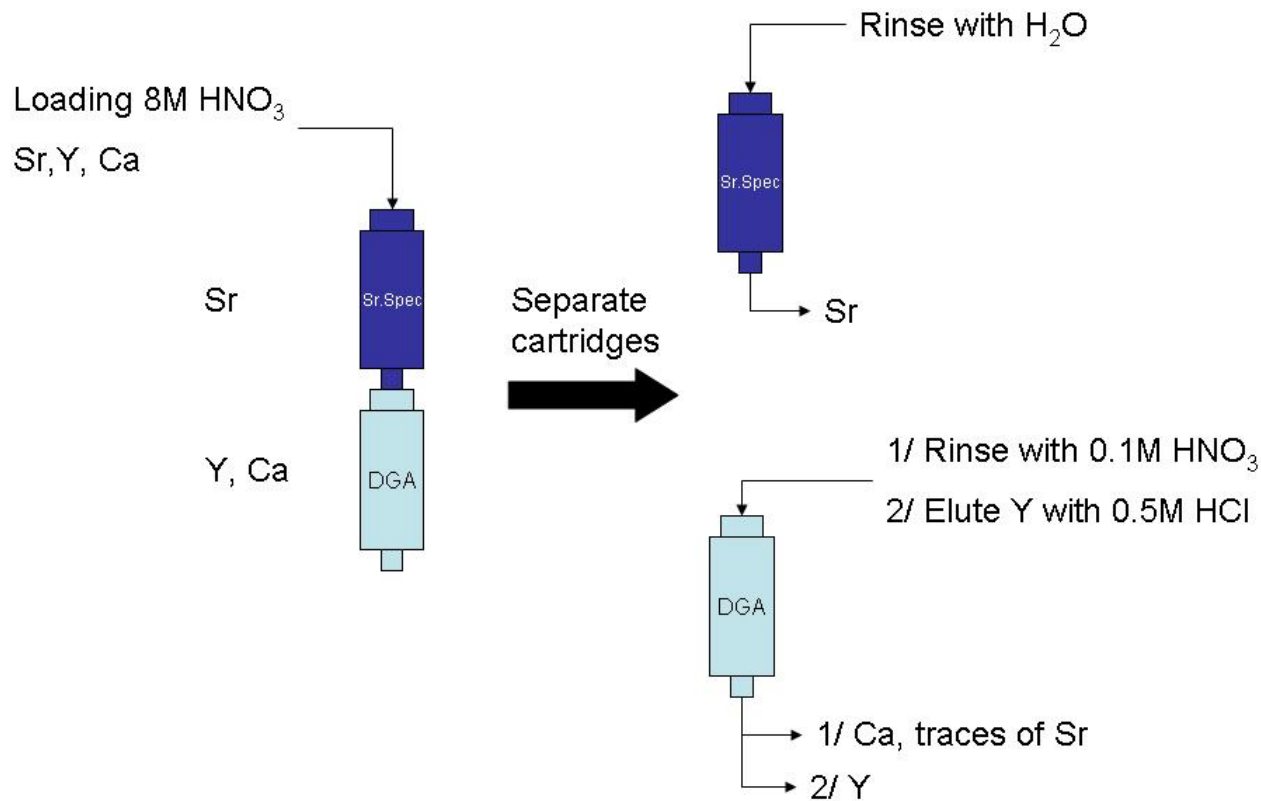 Loading 8M HNO₃
Sr,Y, Ca
Sr
Sr.Spec
Y, Ca
DGA
Separate
cartridges
Rinse with H₂O
Sr.Spec
Sr
1/ Rinse with 0.1M HNO₃
2/ Elute Y with 0.5M HCl
DGA
1/ Ca, traces of Sr
2/ Y